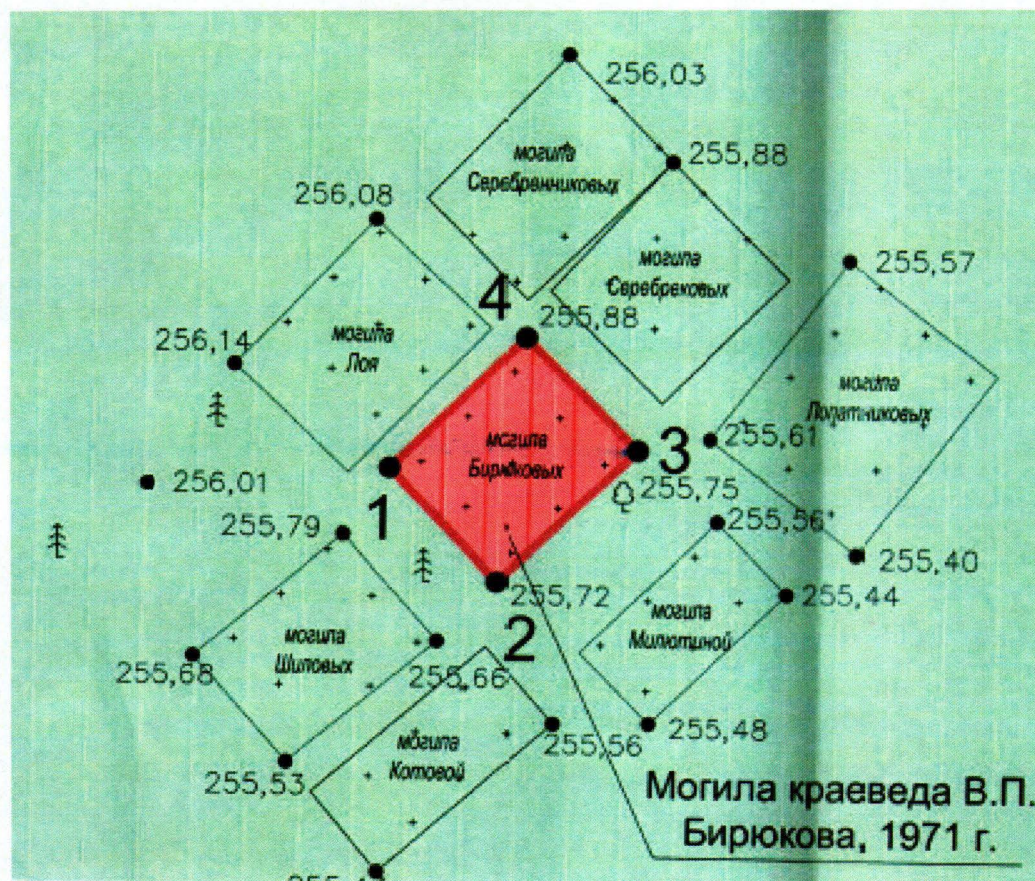 256,03
могила
Серебренниковых
255,88
256,08
могила
Серебрековых
255,57
4
255,88
256,14
могила
Лоя
могила
Лопатниковых
могила
Бирюковых
255,61
3
256,01
255,75
1
255,79
255,56
255,40
255,72
255,44
могила
Милютиной
2
могила
Шиповых
255,68
255,66
255,56
255,48
могила
Котовой
255,53
Могила краеведа В.П.
Бирюкова, 1971 г.